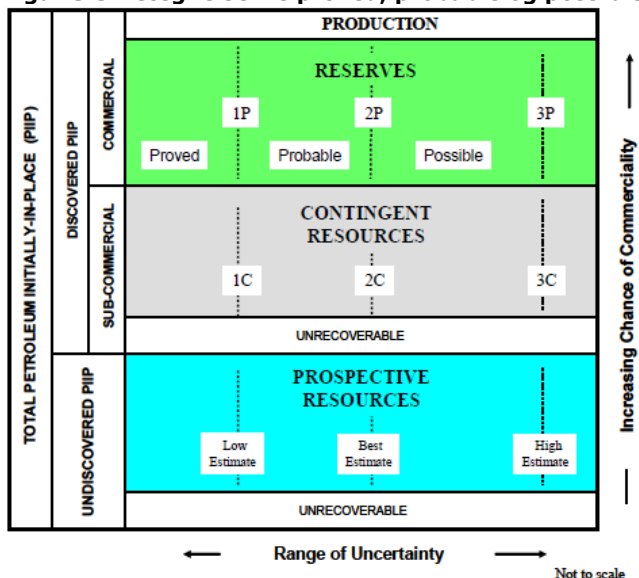 PRODUCTION
RESERVES
1P
2P
3P
Proved
Probable
Possible
CONTINGENT
RESOURCES
1C
2C
3C
UNRECOVERABLE
PROSPECTIVE
RESOURCES
Low
Estimate
Best
Estimate
High
Estimate
UNRECOVERABLE
TOTAL PETROLEUM INITIALLY-IN-PLACE (PIIP)
DISCOVERED PIIP
UNDISCOVERED PIIP
COMMERCIAL
SUB-COMMERCIAL
Increasing Chance of Commerciality
Range of Uncertainty
Not to scale